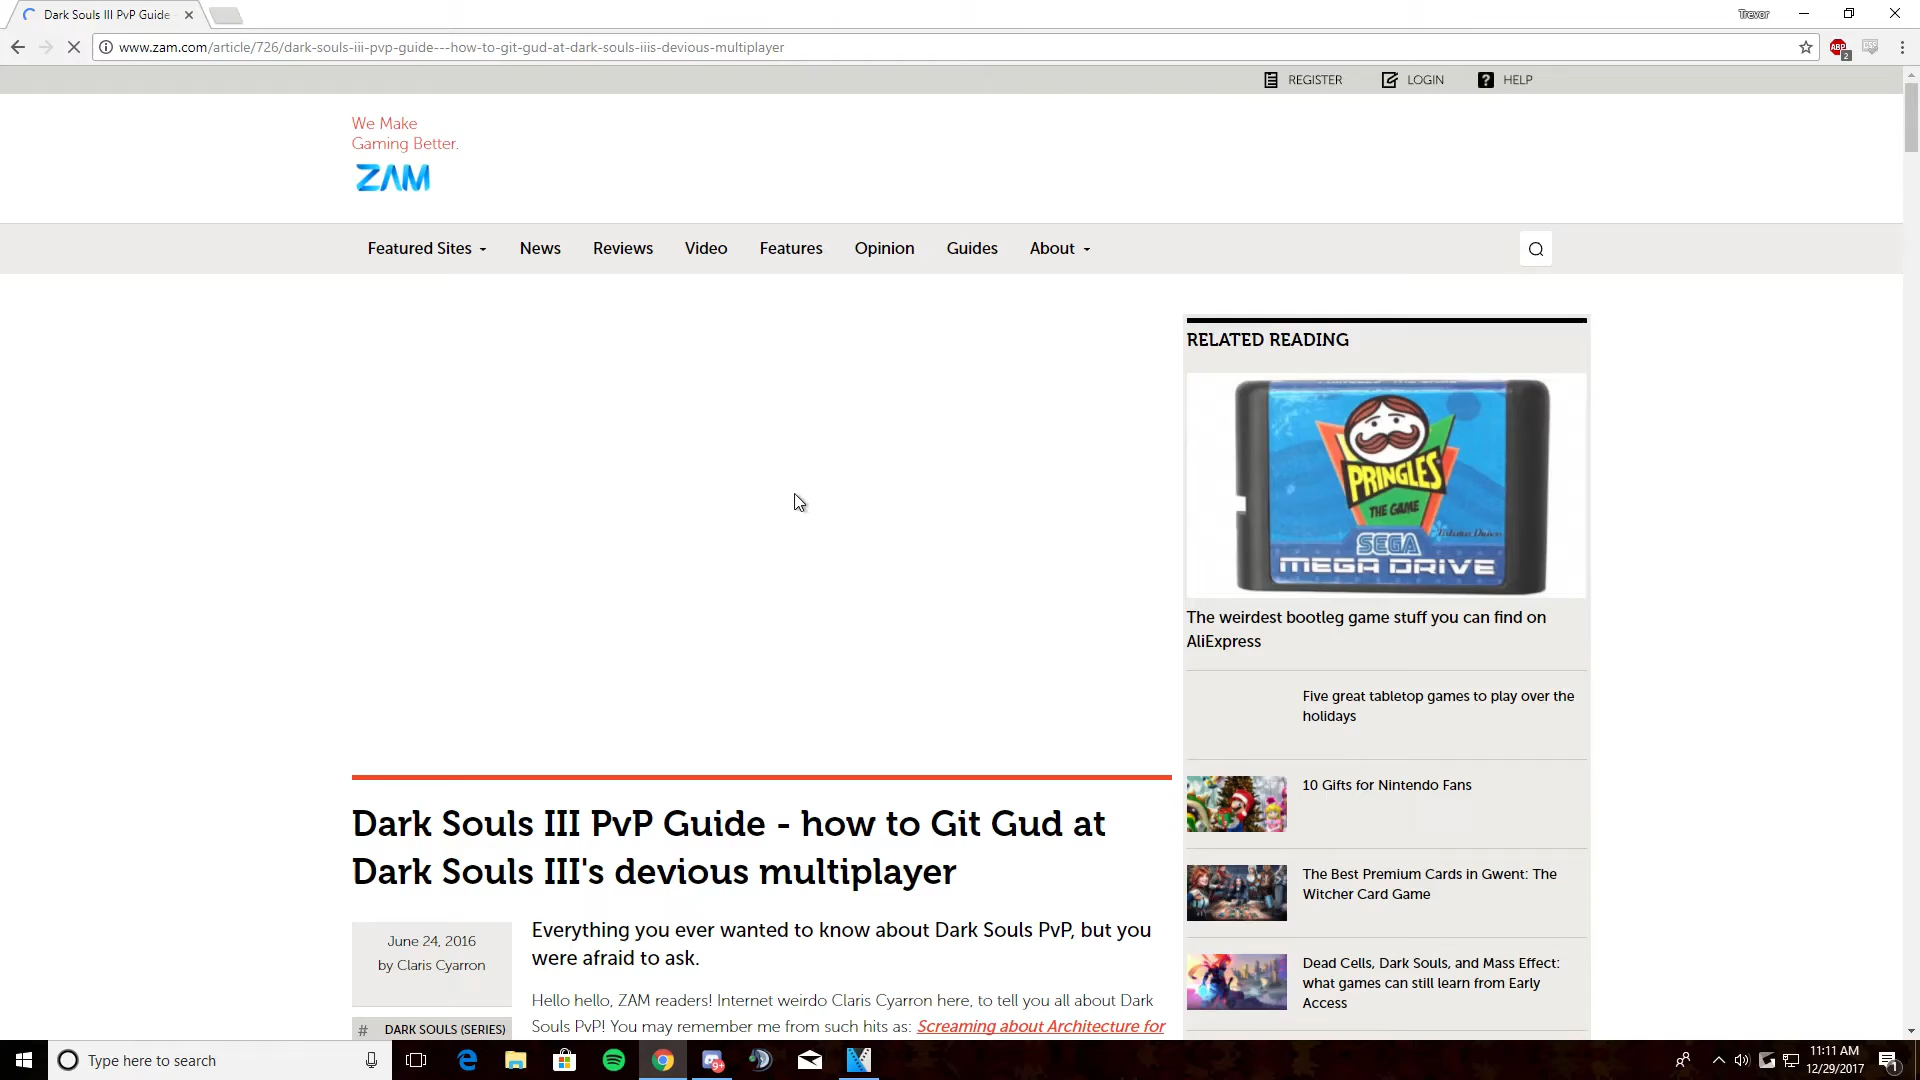 Dark Souls III PvP Guide
Trevor
www.zam.com/article/726/dark-souls-iii-pvp-guide---how-to-git-gud-at-dark-souls-iiis-devious-multiplayer
ABP
2
REGISTER
LOGIN
? HELP
We Make
Gaming Better.
ZAM
Featured Sites
News
Reviews
Video
Features
Opinion
Guides
About
RELATED READING
PRINGLES
THE GAME
SEGA
MEGA DRIVE
The weirdest bootleg game stuff you can find on
AliExpress
Five great tabletop games to play over the
holidays
10 Gifts for Nintendo Fans
The Best Premium Cards in Gwent: The
Witcher Card Game
Dead Cells, Dark Souls, and Mass Effect:
what games can still learn from Early
Access
Dark Souls III PvP Guide - how to Git Gud at
Dark Souls III's devious multiplayer
June 24, 2016
by Claris Cyarron
# DARK SOULS (SERIES)
Everything you ever wanted to know about Dark Souls PvP, but you
were afraid to ask.
Hello hello, ZAM readers! Internet weirdo Claris Cyarron here, to tell you all about Dark
Souls PvP! You may remember me from such hits as: Screaming about Architecture for
Type here to search
9+
11:11 AM
12/29/2017
1